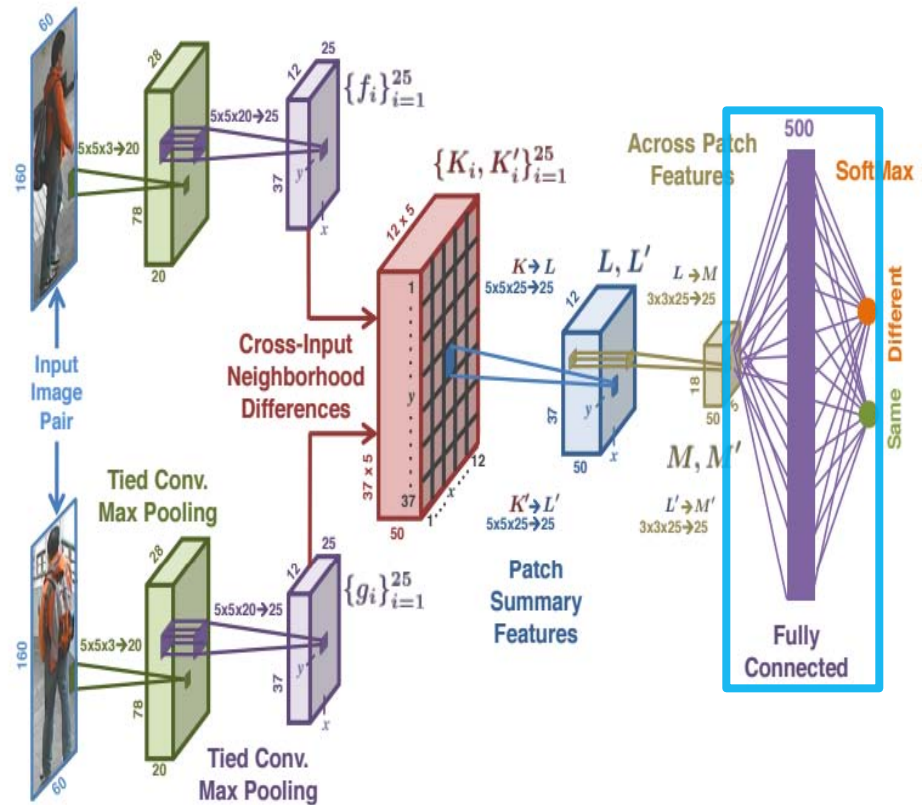 60
160
5x5x3→20
28
78
20
5x5x20→25
12
25
37
y
x
{f_i}_{i=1}^{25}
Input
Image
Pair
Cross-Input
Neighborhood
Differences
{K_i, K'_i}_{i=1}^{25}
12 x 5
1
y
37
37 x 5
50
1
x
12
K→L
5x5x25→25
L, L'
12
37
y
50
x
K'→L'
5x5x25→25
Patch
Summary
Features
Across Patch
Features
L→M
3x3x25→25
18
50
5
M, M'
L'→M'
3x3x25→25
500
SoftMax
Different
Same
Fully
Connected
Tied Conv.
Max Pooling
160
60
5x5x3→20
28
78
20
5x5x20→25
12
25
37
y
x
{g_i}_{i=1}^{25}
Tied Conv.
Max Pooling